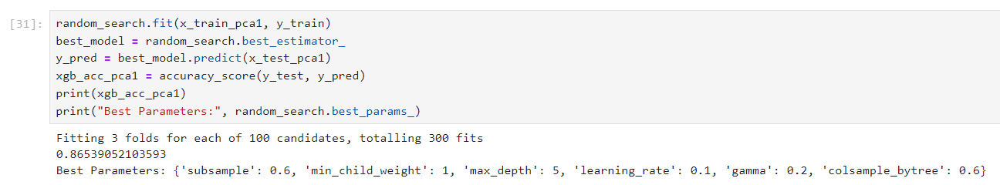 [31]: random_search.fit(x_train_pca1, y_train)
best_model = random_search.best_estimator_
y_pred = best_model.predict(x_test_pca1)
xgb_acc_pca1 = accuracy_score(y_test, y_pred)
print(xgb_acc_pca1)
print("Best Parameters:", random_search.best_params_)
Fitting 3 folds for each of 100 candidates, totalling 300 fits
0.86539052103593
Best Parameters: {'subsample': 0.6, 'min_child_weight': 1, 'max_depth': 5, 'learning_rate': 0.1, 'gamma': 0.2, 'colsample_bytree': 0.6}